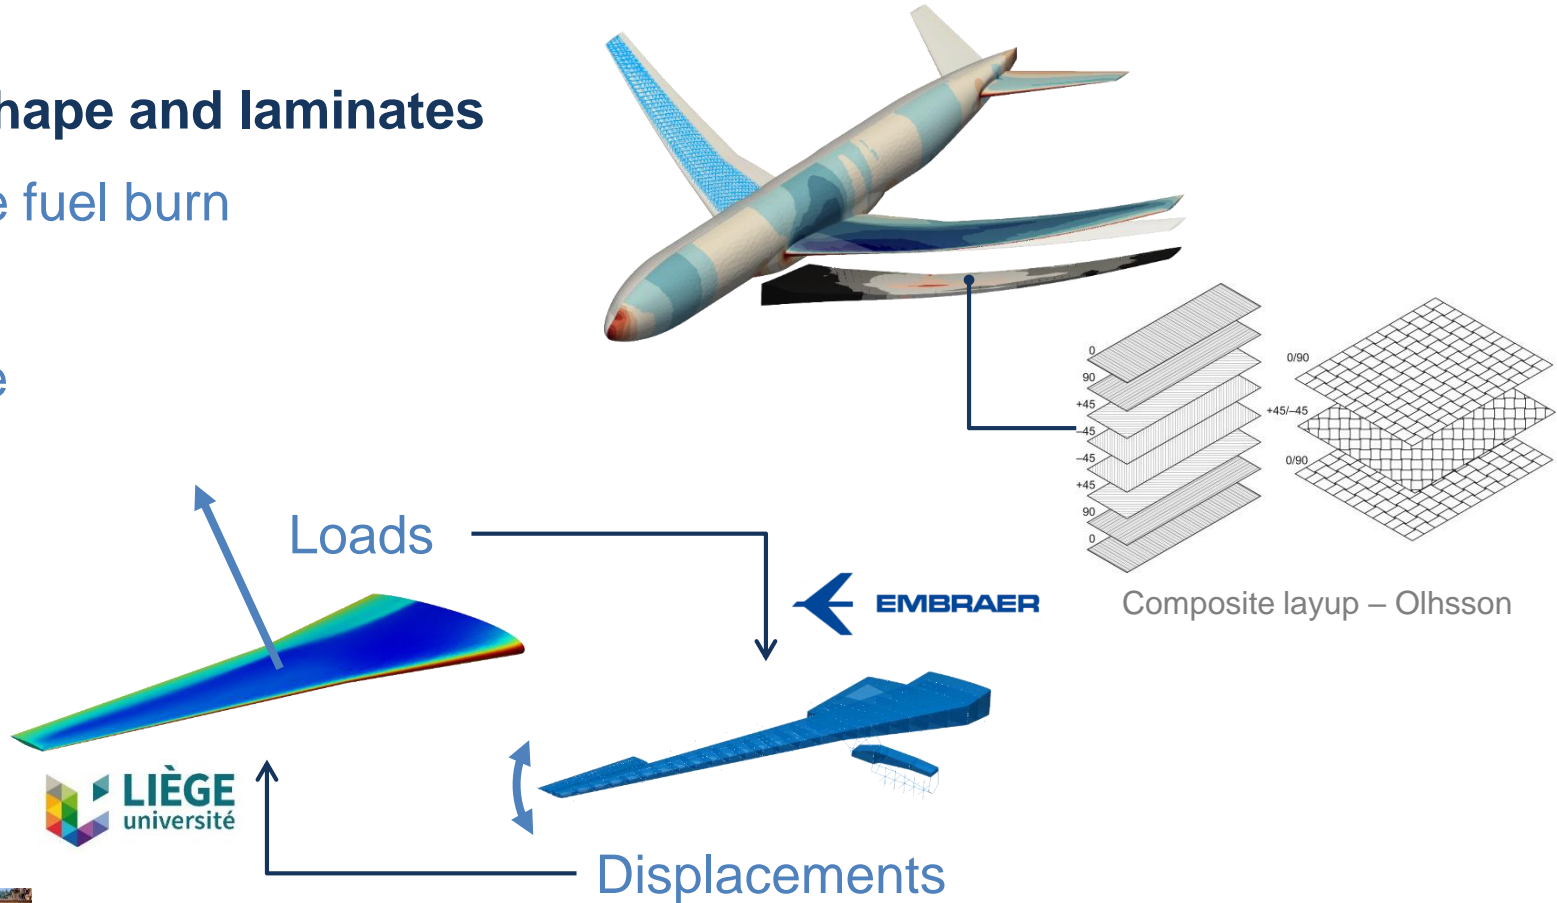 hape and laminates
e fuel burn
e
0
90
+45
–45
–45
+45
90
0
0/90
+45/–45
0/90
Composite layup – Olhsson
Loads
EMBRAER
LIÈGE
université
Displacements